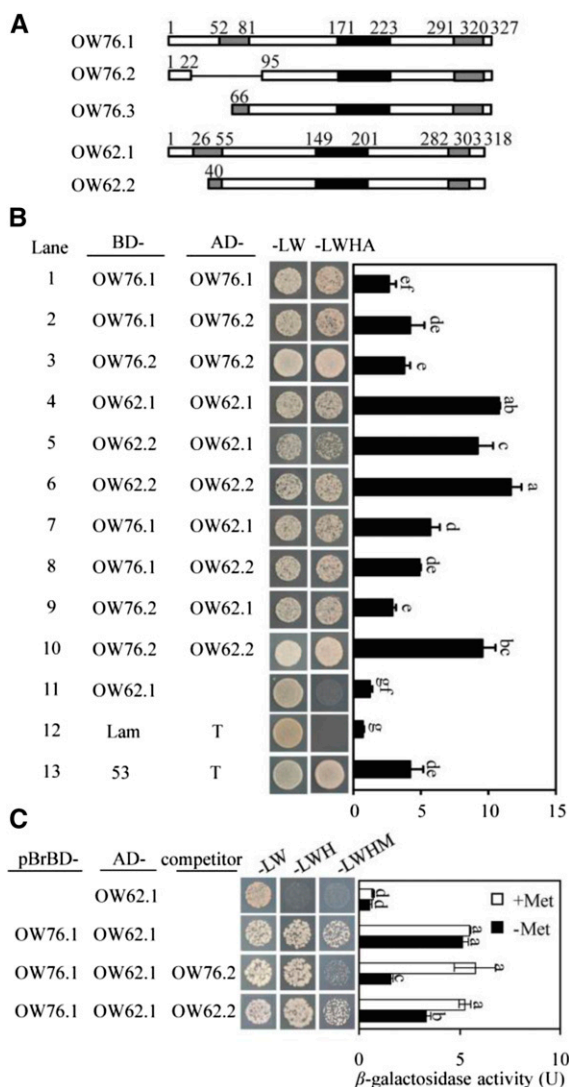 A
1 52 81 171 223 291 320 327
OW76.1
1 22 95
OW76.2
66
OW76.3
1 26 55 149 201 282 303 318
OW62.1
40
OW62.2
B
Lane BD- AD- -LW -LWHA
1 OW76.1 OW76.1 ef
2 OW76.1 OW76.2 de
3 OW76.2 OW76.2 e
4 OW62.1 OW62.1 ab
5 OW62.2 OW62.1 c
6 OW62.2 OW62.2 a
7 OW76.1 OW62.1 d
8 OW76.1 OW62.2 de
9 OW76.2 OW62.1 e
10 OW76.2 OW62.2 bc
11 OW62.1 gf
12 Lam T g
13 53 T de
0 5 10 15
C
pBrBD- AD- competitor -LW -LWH -LWHM
OW62.1 d d
+Met
-Met
OW76.1 OW62.1 a a
OW76.1 OW62.1 OW76.2 a c
OW76.1 OW62.1 OW62.2 a b
0 5 10
β-galactosidase activity (U)